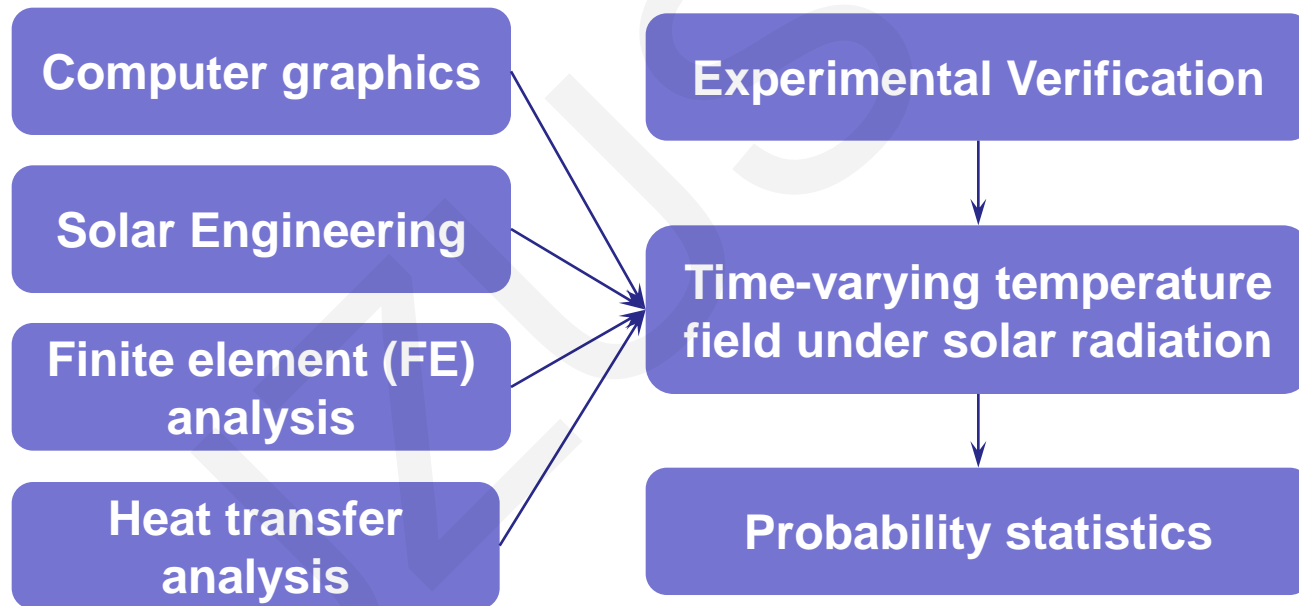 Computer graphics
Solar Engineering
Finite element (FE)
analysis
Heat transfer
analysis
Experimental Verification
Time-varying temperature
field under solar radiation
Probability statistics